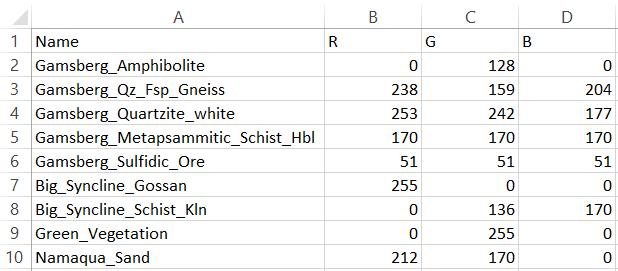 A B C D
1 Name R G B
2 Gamsberg_Amphibolite 0 128 0
3 Gamsberg_Qz_Fsp_Gneiss 238 159 204
4 Gamsberg_Quartzite_white 253 242 177
5 Gamsberg_Metapsammitic_Schist_Hbl 170 170 170
6 Gamsberg_Sulfidic_Ore 51 51 51
7 Big_Syncline_Gossan 255 0 0
8 Big_Syncline_Schist_Kln 0 136 170
9 Green_Vegetation 0 255 0
10 Namaqua_Sand 212 170 0